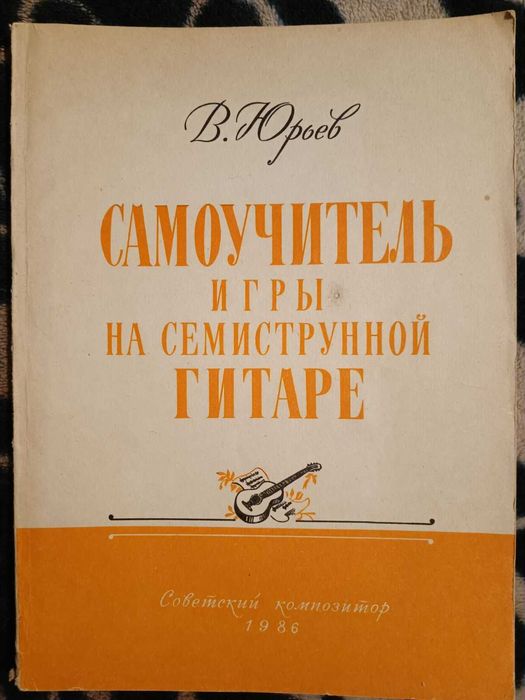 В. Юрьев
САМОУЧИТЕЛЬ
ИГРЫ
НА СЕМИСТРУННОЙ
ГИТАРЕ
Советский композитор
1986